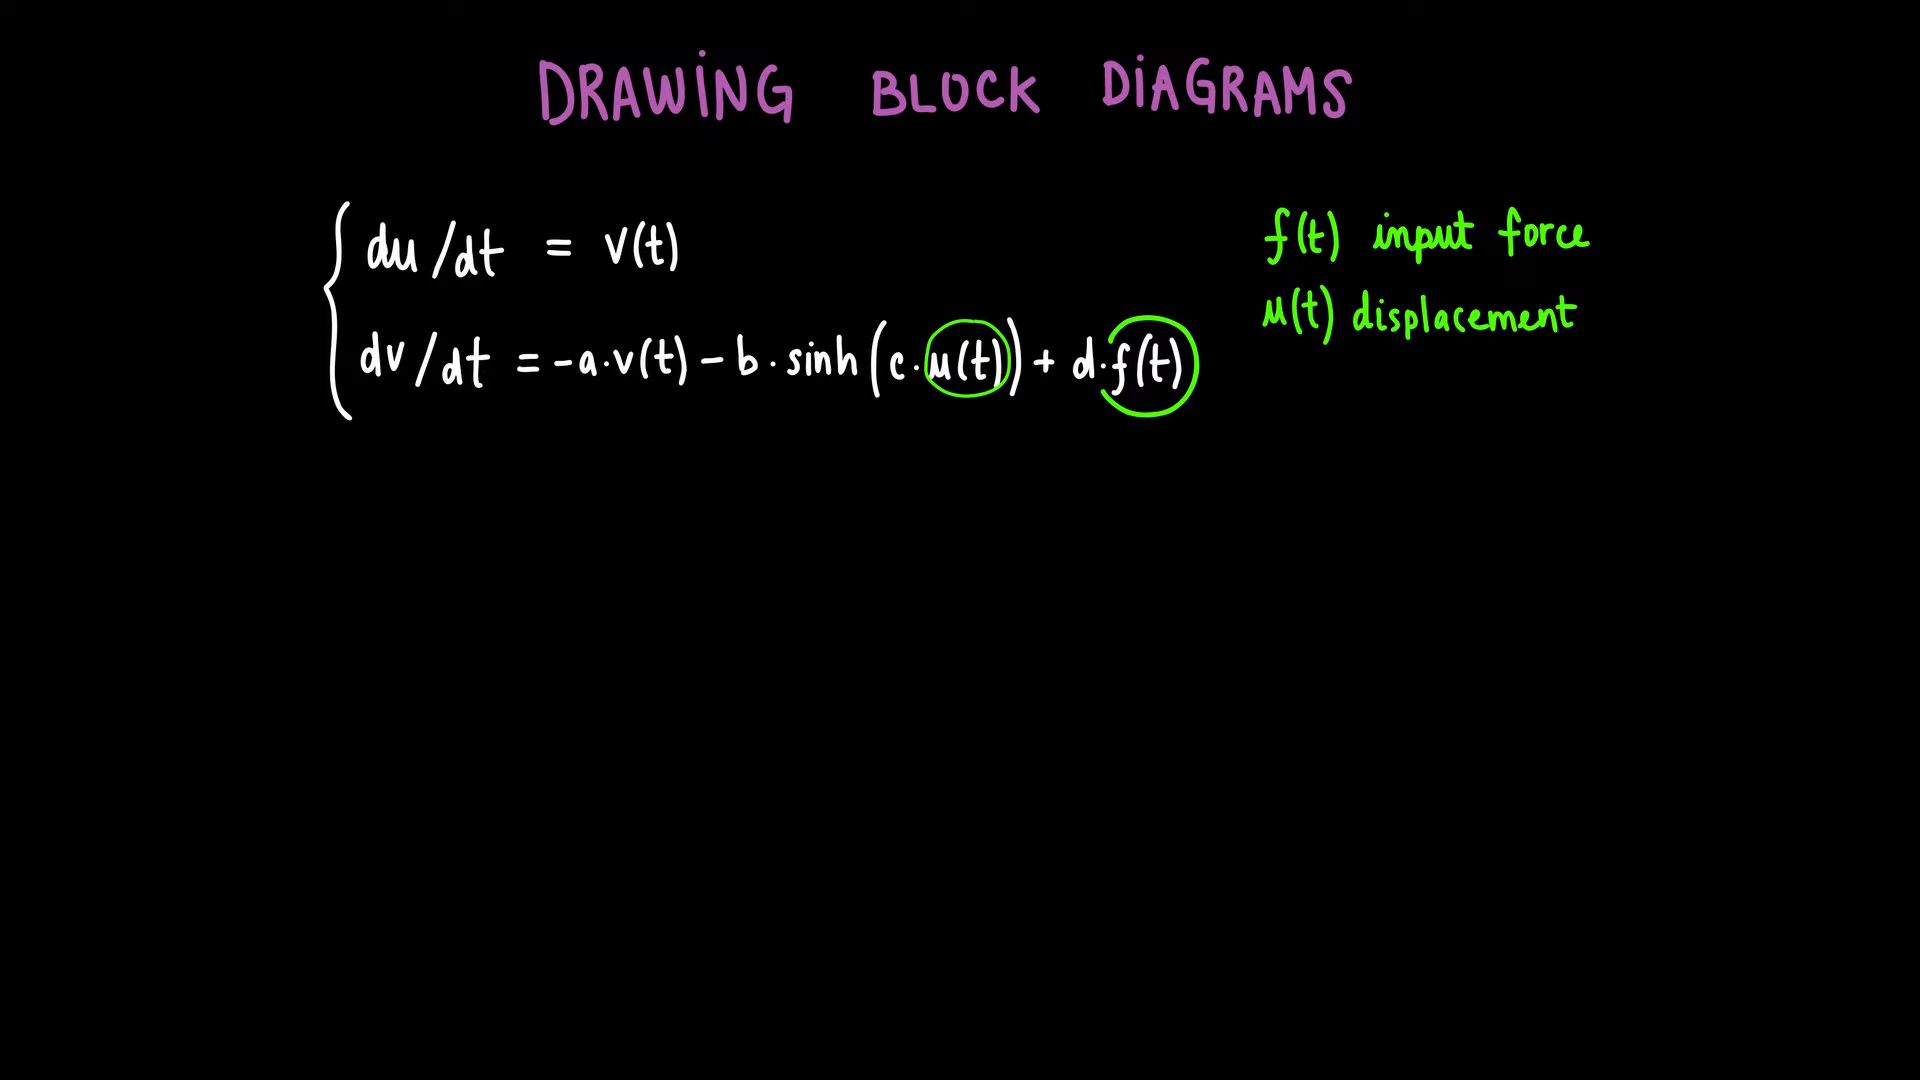 DRAWING BLOCK DIAGRAMS
du/dt = v(t)
dv/dt = -a·v(t) - b·sinh(c·u(t)) + d·f(t)
f(t) input force
u(t) displacement